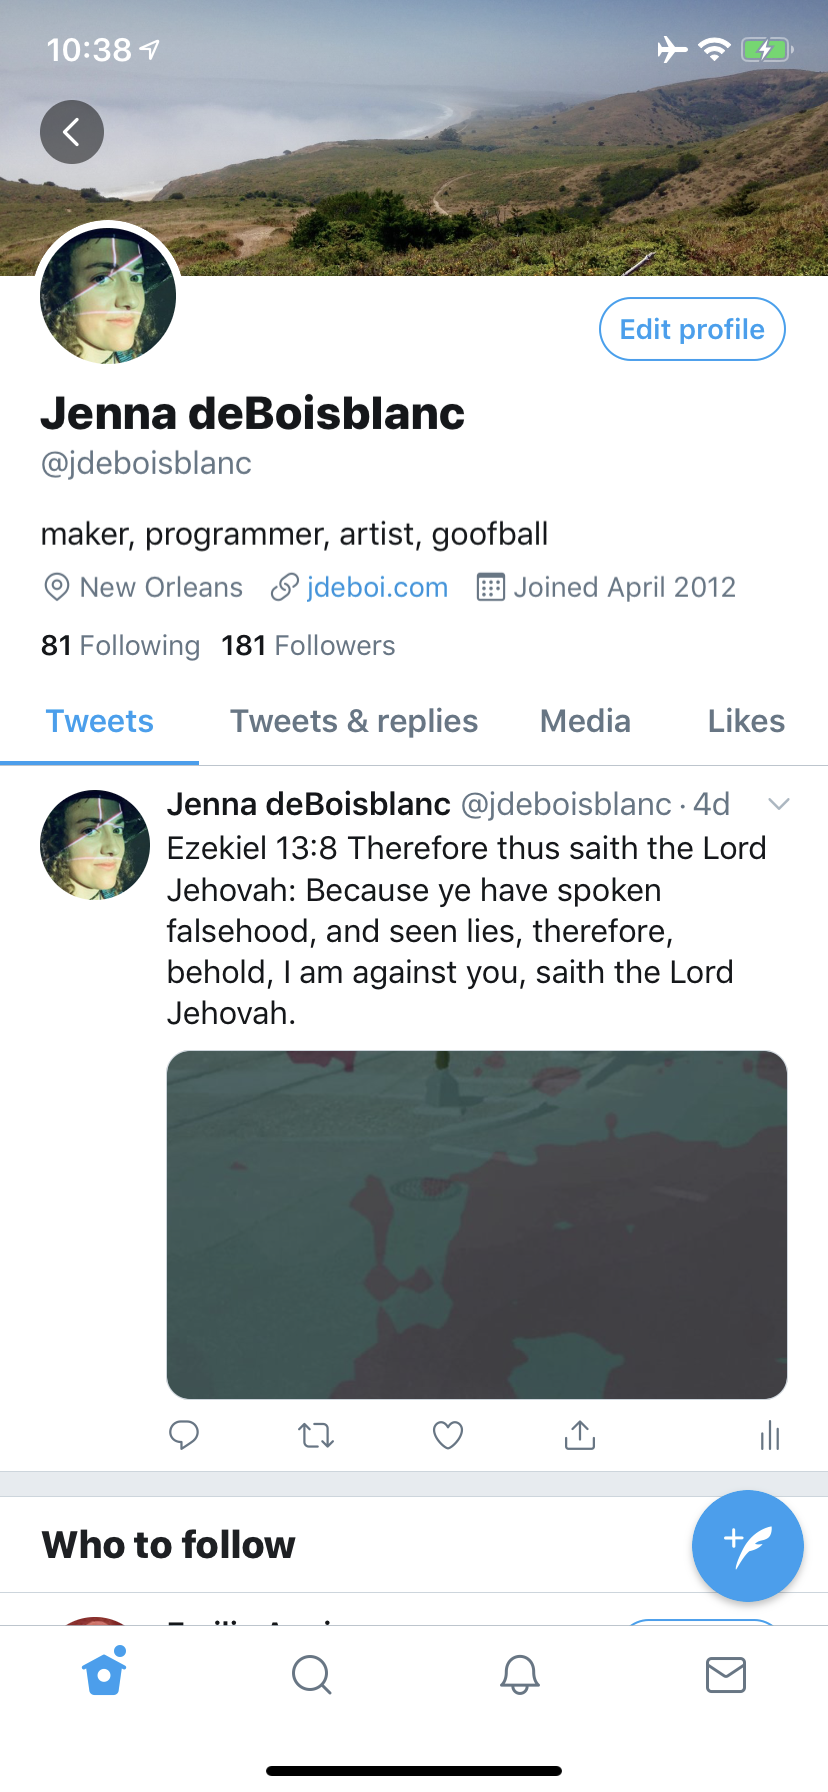 10:38
Edit profile
Jenna deBoisblanc
@jdeboisblanc
maker, programmer, artist, goofball
New Orleans jdeboi.com Joined April 2012
81 Following 181 Followers
Tweets Tweets & replies Media Likes
Jenna deBoisblanc @jdeboisblanc · 4d
Ezekiel 13:8 Therefore thus saith the Lord
Jehovah: Because ye have spoken
falsehood, and seen lies, therefore,
behold, I am against you, saith the Lord
Jehovah.
Who to follow